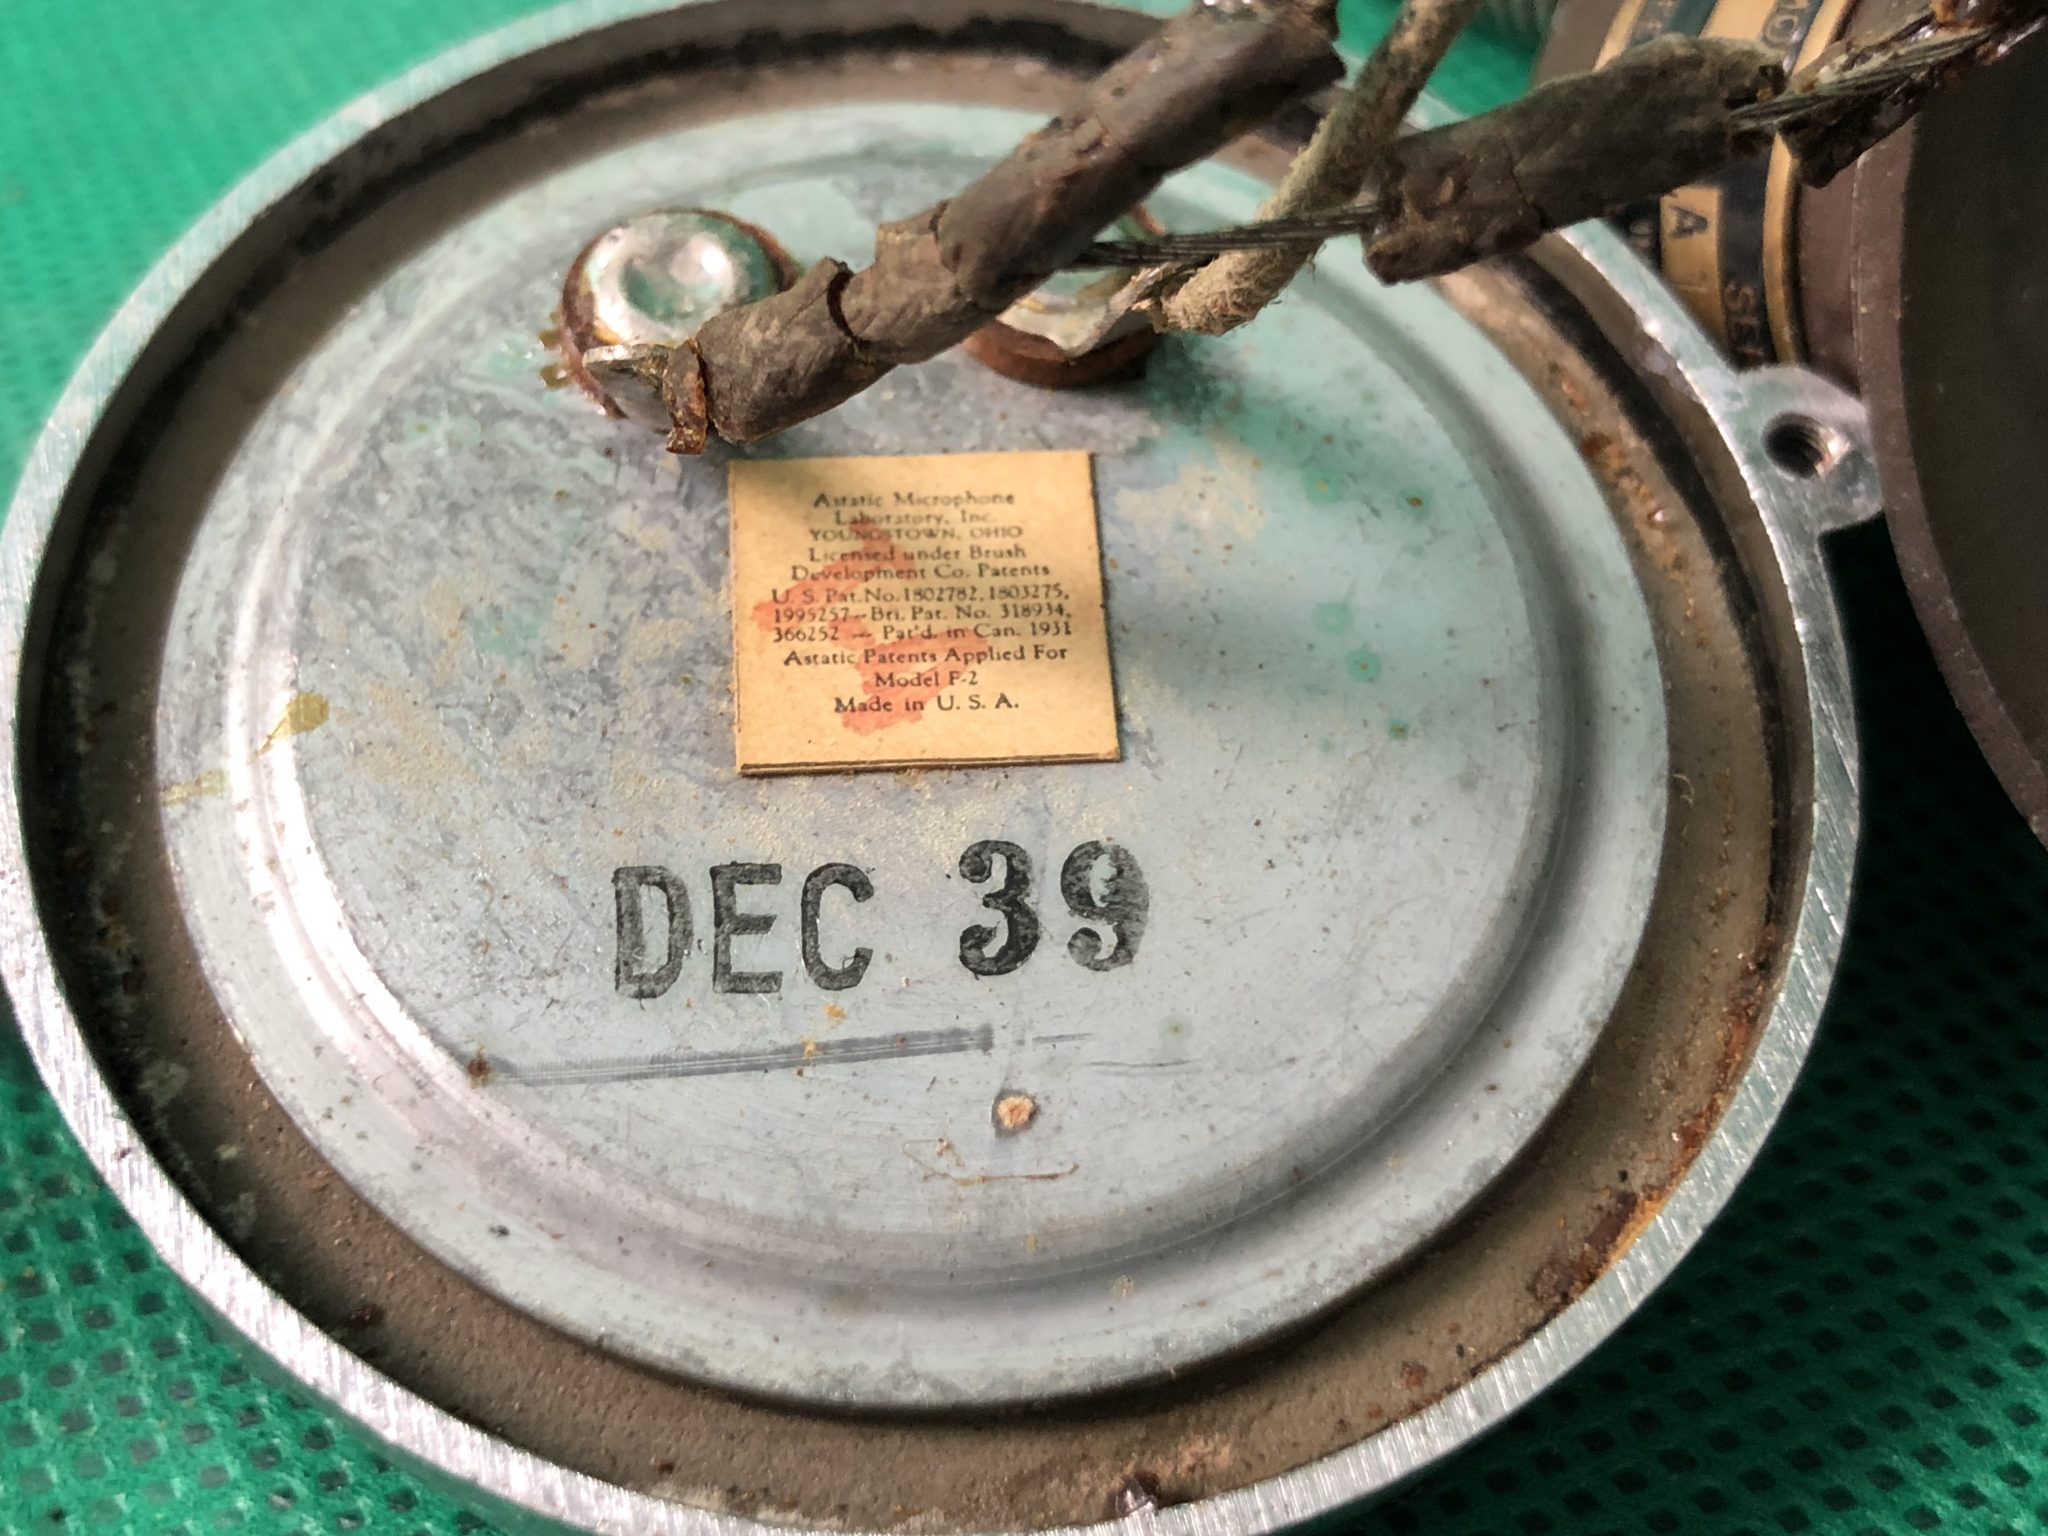 Astatic Microphone
Laboratory, Inc.
YOUNGSTOWN, OHIO
Licensed under Brush
Development Co. Patents
U. S. Pat. No. 1802782, 1803275,
1995257--Bri. Pat. No. 318934,
366252 --- Pat'd. in Can. 1931
Astatic Patents Applied For
Model F-2
Made in U. S. A.
DEC 39